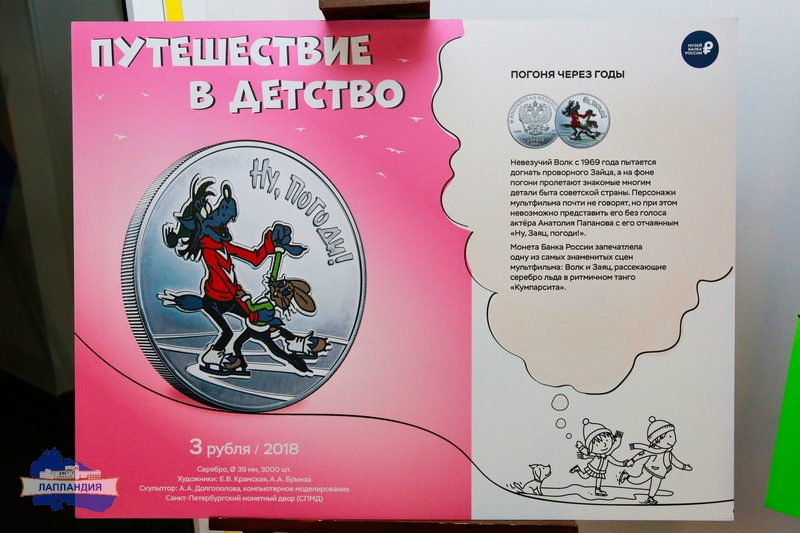 ПУТЕШЕСТВИЕ
В ДЕТСТВО
НУ, ПОГОДИ!
3 рубля / 2018
Серебро, Ø 39 мм, 3000 шт.
Художники: Е.В. Крамская, А.А. Брынза
Скульптор: А.А. Долгополова, компьютерное моделирование
Санкт-Петербургский монетный двор (СПМД)
МУЗЕЙ
БАНКА
РОССИИ
ПОГОНЯ ЧЕРЕЗ ГОДЫ
Невезучий Волк с 1969 года пытается
догнать проворного Зайца, а на фоне
погони пролетают знакомые многим
детали быта советской страны. Персонажи
мультфильма почти не говорят, но при этом
невозможно представить его без голоса
актёра Анатолия Папанова с его отчаянным
«Ну, Заяц, погоди!».
Монета Банка России запечатлела
одну из самых знаменитых сцен
мультфильма: Волк и Заяц, рассекающие
серебро льда в ритмичном танго
«Кумпарсита».
ЛАПЛАНДИЯ